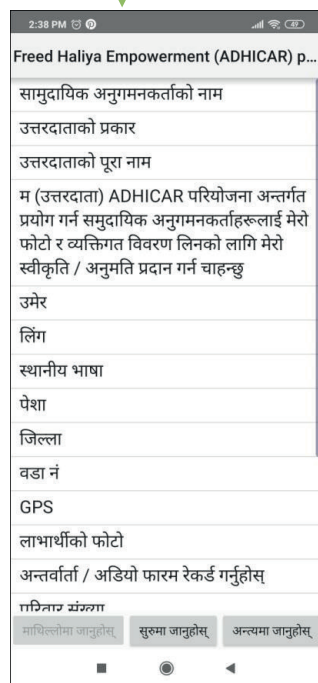 2:38 PM 49
Freed Haliya Empowerment (ADHICAR) p...
सामुदायिक अनुगमनकर्ताको नाम
उत्तरदाताको प्रकार
उत्तरदाताको पूरा नाम
म (उत्तरदाता) ADHICAR परियोजना अन्तर्गत
प्रयोग गर्न समुदायिक अनुगमनकर्ताहरूलाई मेरो
फोटो र व्यक्तिगत विवरण लिनको लागि मेरो
स्वीकृति / अनुमति प्रदान गर्न चाहन्छु
उमेर
लिंग
स्थानीय भाषा
पेशा
जिल्ला
वडा नं
GPS
लाभार्थीको फोटो
अन्तर्वार्ता / अडियो फारम रेकर्ड गर्नुहोस्
परिवार संख्या
माथिल्लोमा जानुहोस् सुरुमा जानुहोस् अन्त्यमा जानुहोस्